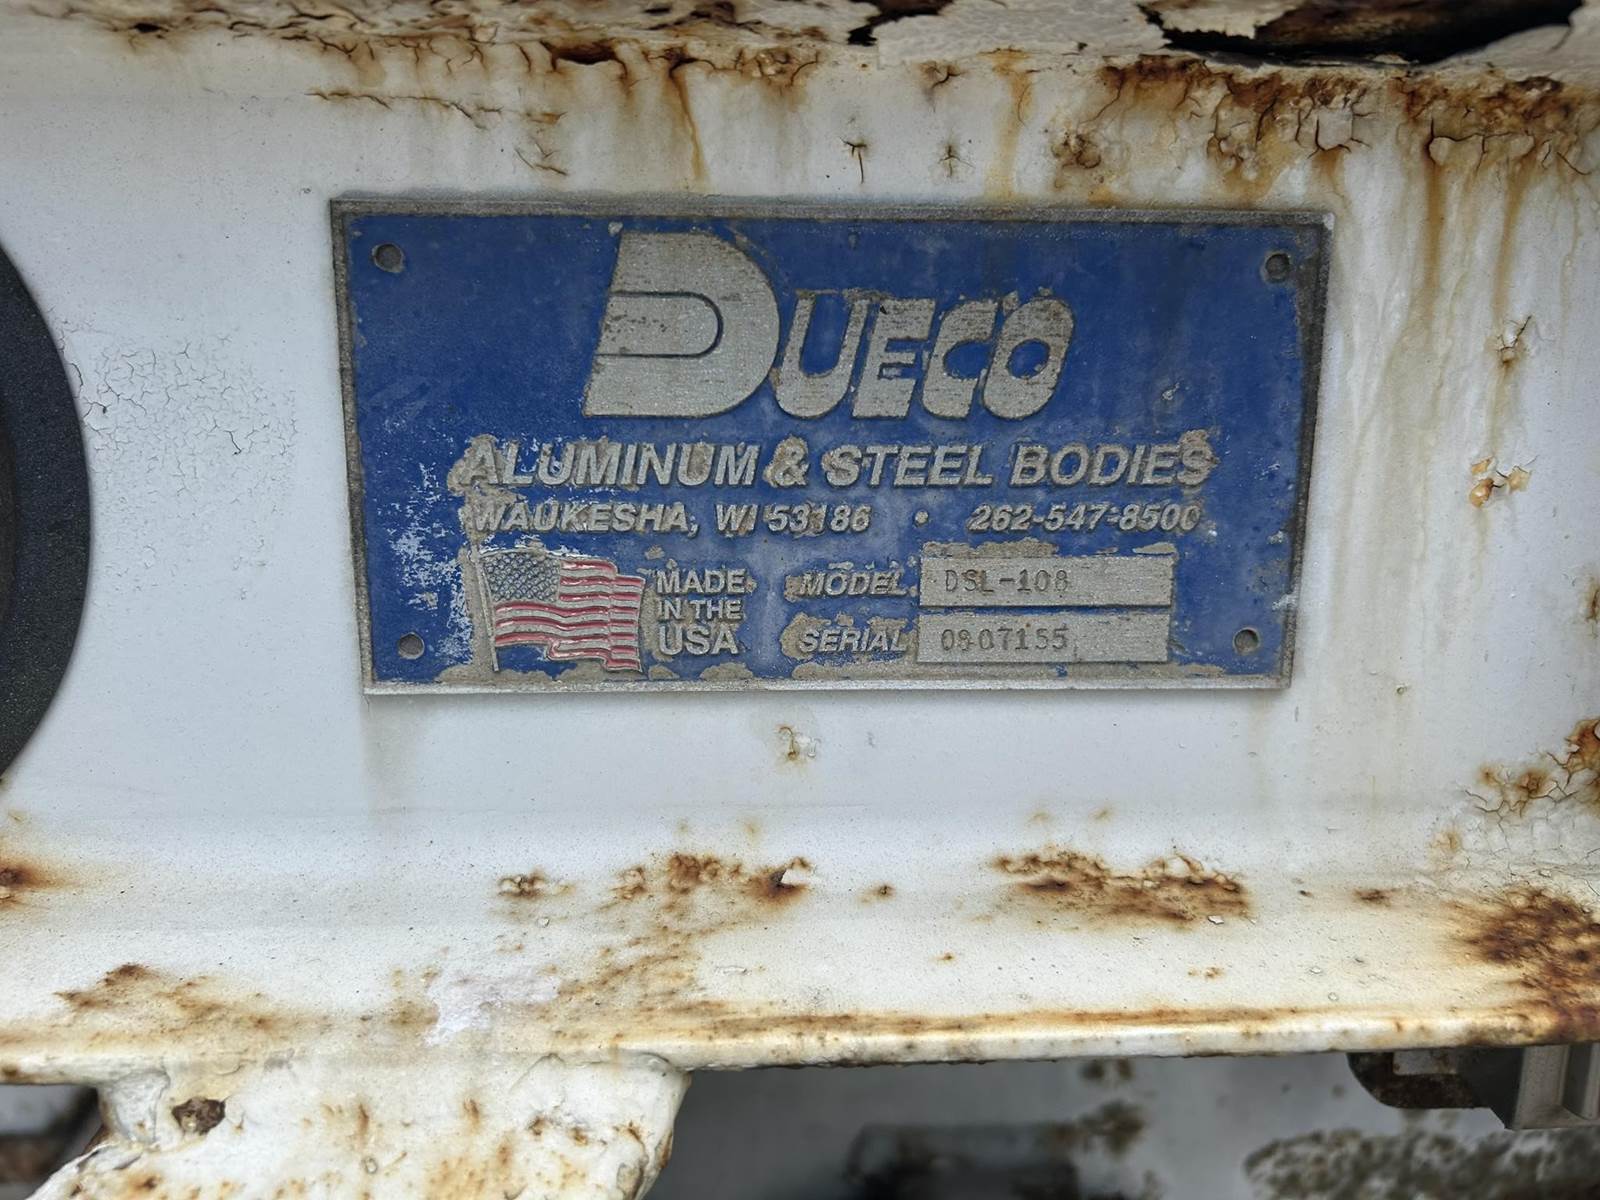 DUECO
ALUMINUM & STEEL BODIES
WAUKESHA, WI 53186 • 262-547-8500
MADE IN THE USA
MODEL DSL-108
SERIAL 0807155